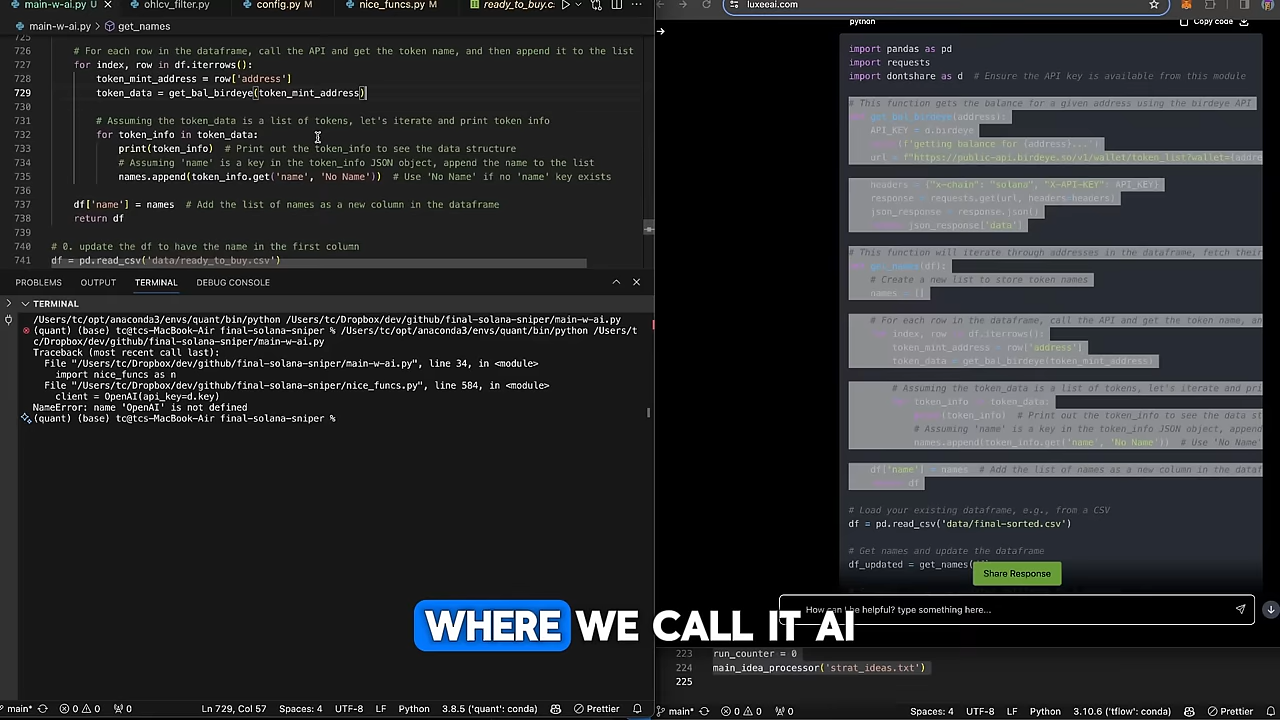 main-w-ai.py U
ohlcv_filter.py
config.py M
nice_funcs.py M
ready_to_buy.c
main-w-ai.py > get_names
725
726 # For each row in the dataframe, call the API and get the token name, and then append it to the list
727 for index, row in df.iterrows():
728 token_mint_address = row['address']
729 token_data = get_bal_birdeye(token_mint_address)
730
731 # Assuming the token_data is a list of tokens, let's iterate and print token info
732 for token_info in token_data:
733 print(token_info) # Print out the token_info to see the data structure
734 # Assuming 'name' is a key in the token_info JSON object, append the name to the list
735 names.append(token_info.get('name', 'No Name')) # Use 'No Name' if no 'name' key exists
736
737 df['name'] = names # Add the list of names as a new column in the dataframe
738 return df
739
740 # 0. update the df to have the name in the first column
741 df = pd.read_csv('data/ready_to_buy.csv')
PROBLEMS OUTPUT TERMINAL DEBUG CONSOLE
TERMINAL
/Users/tc/opt/anaconda3/envs/quant/bin/python /Users/tc/Dropbox/dev/github/final-solana-sniper/main-w-ai.py
(quant) (base) tc@tcs-MacBook-Air final-solana-sniper % /Users/tc/opt/anaconda3/envs/quant/bin/python /Users/t
c/Dropbox/dev/github/final-solana-sniper/main-w-ai.py
Traceback (most recent call last):
File "/Users/tc/Dropbox/dev/github/final-solana-sniper/main-w-ai.py", line 34, in <module>
import nice_funcs as n
File "/Users/tc/Dropbox/dev/github/final-solana-sniper/nice_funcs.py", line 584, in <module>
client = OpenAI(api_key=d.key)
NameError: name 'OpenAI' is not defined
(quant) (base) tc@tcs-MacBook-Air final-solana-sniper %
main* 0 0 0 Ln 729, Col 57 Spaces: 4 UTF-8 LF Python 3.8.5 ('quant': conda) Prettier
luxeeai.com
python
Copy code
import pandas as pd
import requests
import dontshare as d # Ensure the API key is available from this module
# This function gets the balance for a given address using the birdeye API
get_bal_birdeye(address):
API_KEY = d.birdeye
(f'getting balance for {address}...')
url = f"https://public-api.birdeye.so/v1/wallet/token_list?wallet={addre
headers = {"x-chain": "solana", "X-API-KEY": API_KEY}
response = requests.get(url, headers=headers)
json_response = response.json()
json_response['data']
# This function will iterate through addresses in the dataframe, fetch their
get_names(df):
# Create a new list to store token names
names = []
# For each row in the dataframe, call the API and get the token name, an
for index, row in df.iterrows():
token_mint_address = row['address']
token_data = get_bal_birdeye(token_mint_address)
# Assuming the token_data is a list of tokens, let's iterate and pri
token_info token_data:
(token_info) # Print out the token_info to see the data st
# Assuming 'name' is a key in the token_info JSON object, append
names.append(token_info.get('name', 'No Name')) # Use 'No Name'
df['name'] = names # Add the list of names as a new column in the dataf
df
# Load your existing dataframe, e.g., from a CSV
df = pd.read_csv('data/final-sorted.csv')
# Get names and update the dataframe
df_updated = get_names(
Share Response
How can I be helpful? type something here...
WHERE WE CALL IT AI
223 run_counter = 0
224 main_idea_processor('strat_ideas.txt')
225
main* 0 0 0 Spaces: 4 UTF-8 LF Python 3.10.6 ('tflow': conda) Prettier